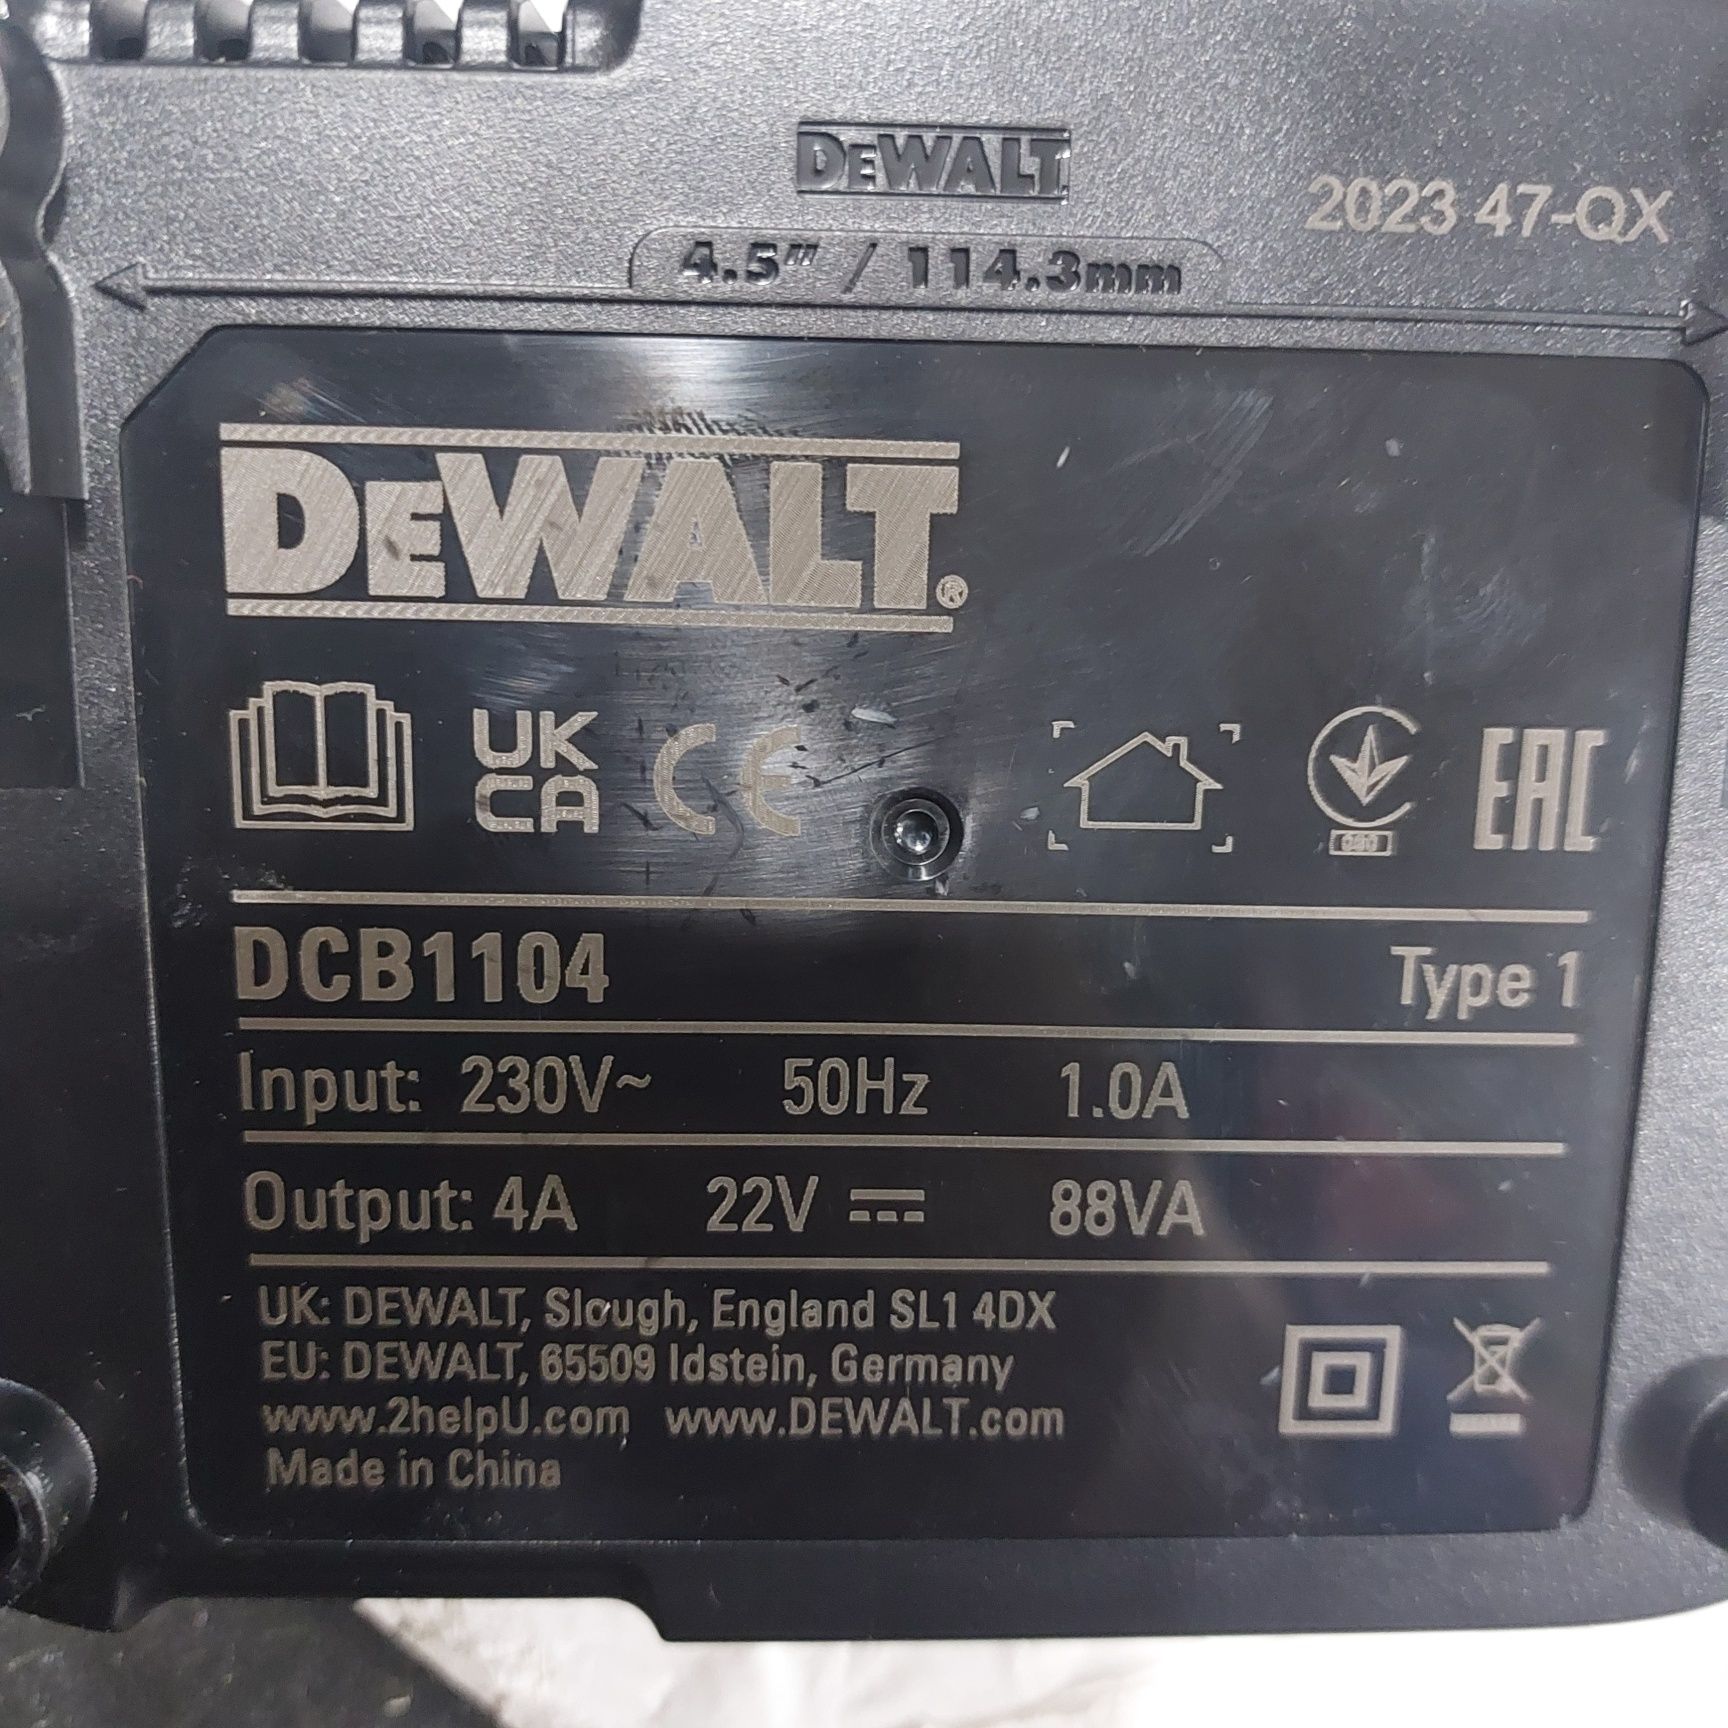 DEWALT
2023 47-QX
4.5" / 114.3mm
DEWALT®
UK
CA CE EAC
DCB1104 Type 1
Input: 230V~ 50Hz 1.0A
Output: 4A 22V ⎓ 88VA
UK: DEWALT, Slough, England SL1 4DX
EU: DEWALT, 65509 Idstein, Germany
www.2helpU.com www.DEWALT.com
Made in China